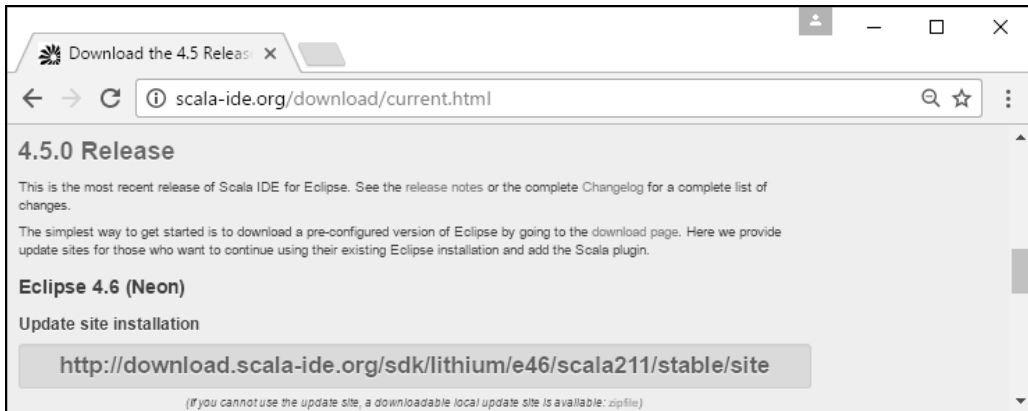 Download the 4.5 Releas
scala-ide.org/download/current.html
4.5.0 Release
This is the most recent release of Scala IDE for Eclipse. See the release notes or the complete Changelog for a complete list of
changes.
The simplest way to get started is to download a pre-configured version of Eclipse by going to the download page. Here we provide
update sites for those who want to continue using their existing Eclipse installation and add the Scala plugin.
Eclipse 4.6 (Neon)
Update site installation
http://download.scala-ide.org/sdk/lithium/e46/scala211/stable/site
(If you cannot use the update site, a downloadable local update site is available: zipfile)